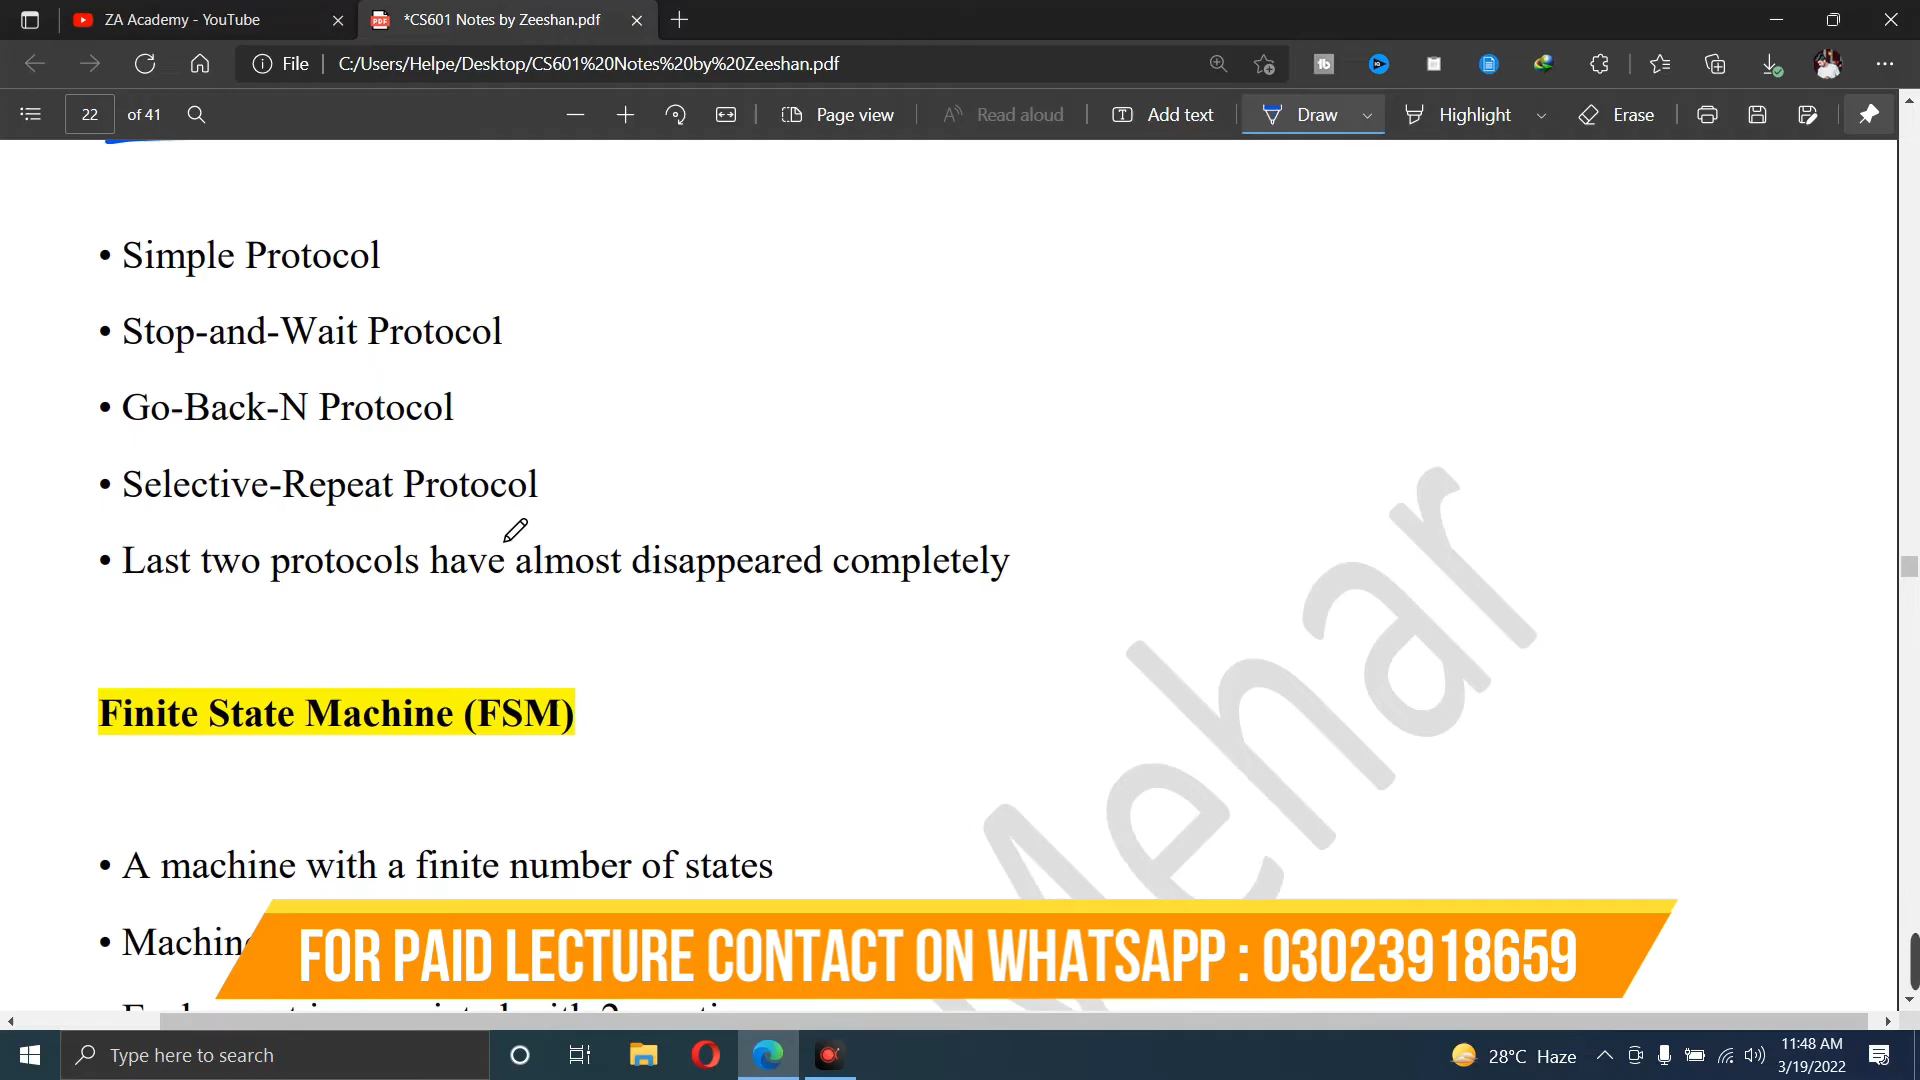 ZA Academy - YouTube
*CS601 Notes by Zeeshan.pdf
File
C:/Users/Helpe/Desktop/CS601%20Notes%20by%20Zeeshan.pdf
22 of 41
Page view
Read aloud
Add text
Draw
Highlight
Erase
• Simple Protocol
• Stop-and-Wait Protocol
• Go-Back-N Protocol
• Selective-Repeat Protocol
• Last two protocols have almost disappeared completely
Finite State Machine (FSM)
• A machine with a finite number of states
Mehar
FOR PAID LECTURE CONTACT ON WHATSAPP : 03023918659
Type here to search
28°C Haze
11:48 AM
3/19/2022